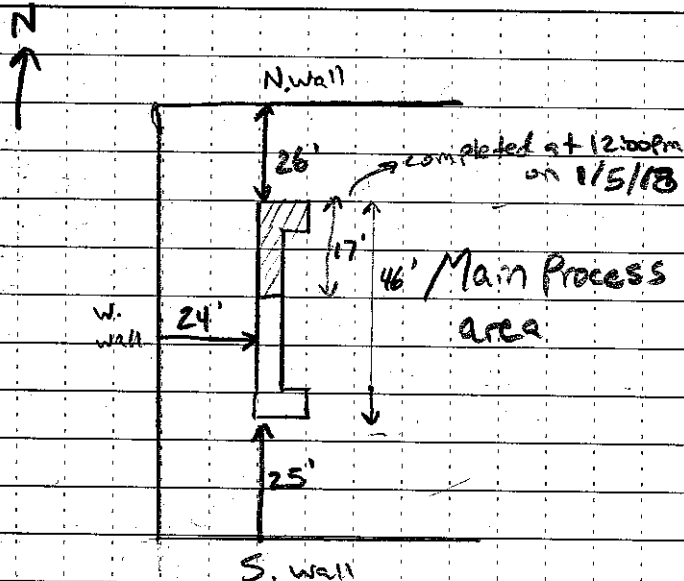 N
N.wall
26'
completed at 12:00pm
on 1/5/18
17'
46'
Main Process
area
W.
wall
24'
25'
S. wall